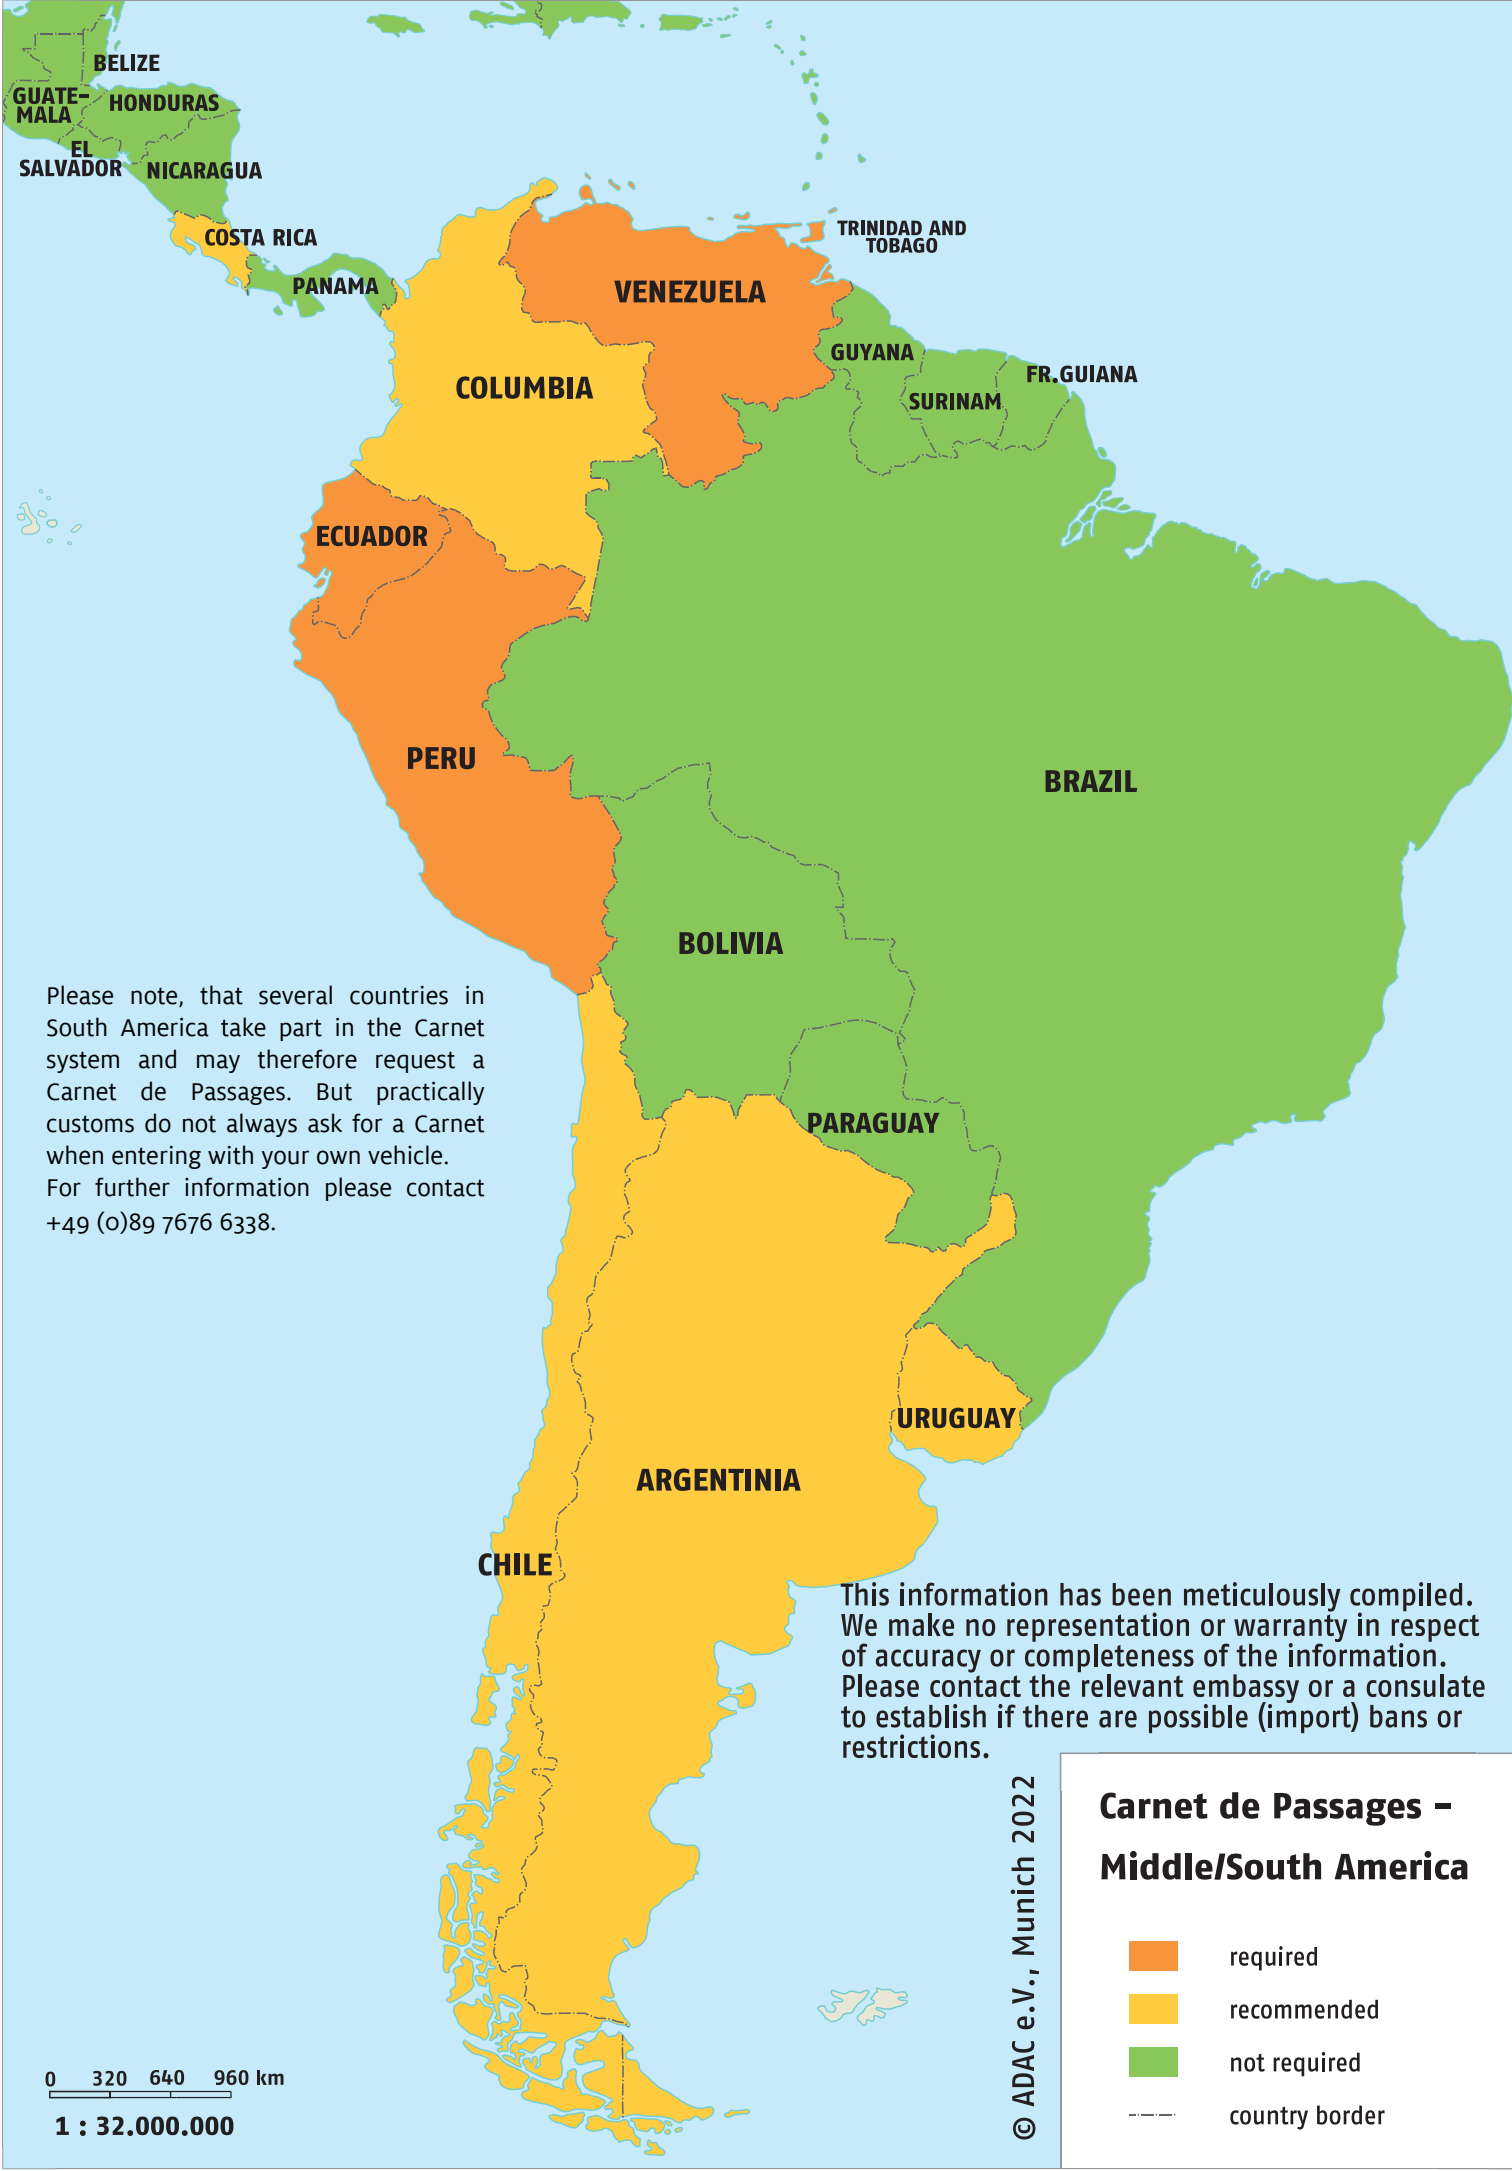 BELIZE
GUATE-
MALA
HONDURAS
EL
SALVADOR
NICARAGUA
COSTA RICA
PANAMA
TRINIDAD AND
TOBAGO
VENEZUELA
GUYANA
FR.GUIANA
SURINAM
COLUMBIA
ECUADOR
PERU
BRAZIL
BOLIVIA
Please note, that several countries in
South America take part in the Carnet
system and may therefore request a
Carnet de Passages. But practically
customs do not always ask for a Carnet
when entering with your own vehicle.
For further information please contact
+49 (0)89 7676 6338.
PARAGUAY
URUGUAY
ARGENTINIA
CHILE
This information has been meticulously compiled.
We make no representation or warranty in respect
of accuracy or completeness of the information.
Please contact the relevant embassy or a consulate
to establish if there are possible (import) bans or
restrictions.
© ADAC e.V., Munich 2022
Carnet de Passages –
Middle/South America
required
recommended
not required
country border
0 320 640 960 km
1 : 32.000.000